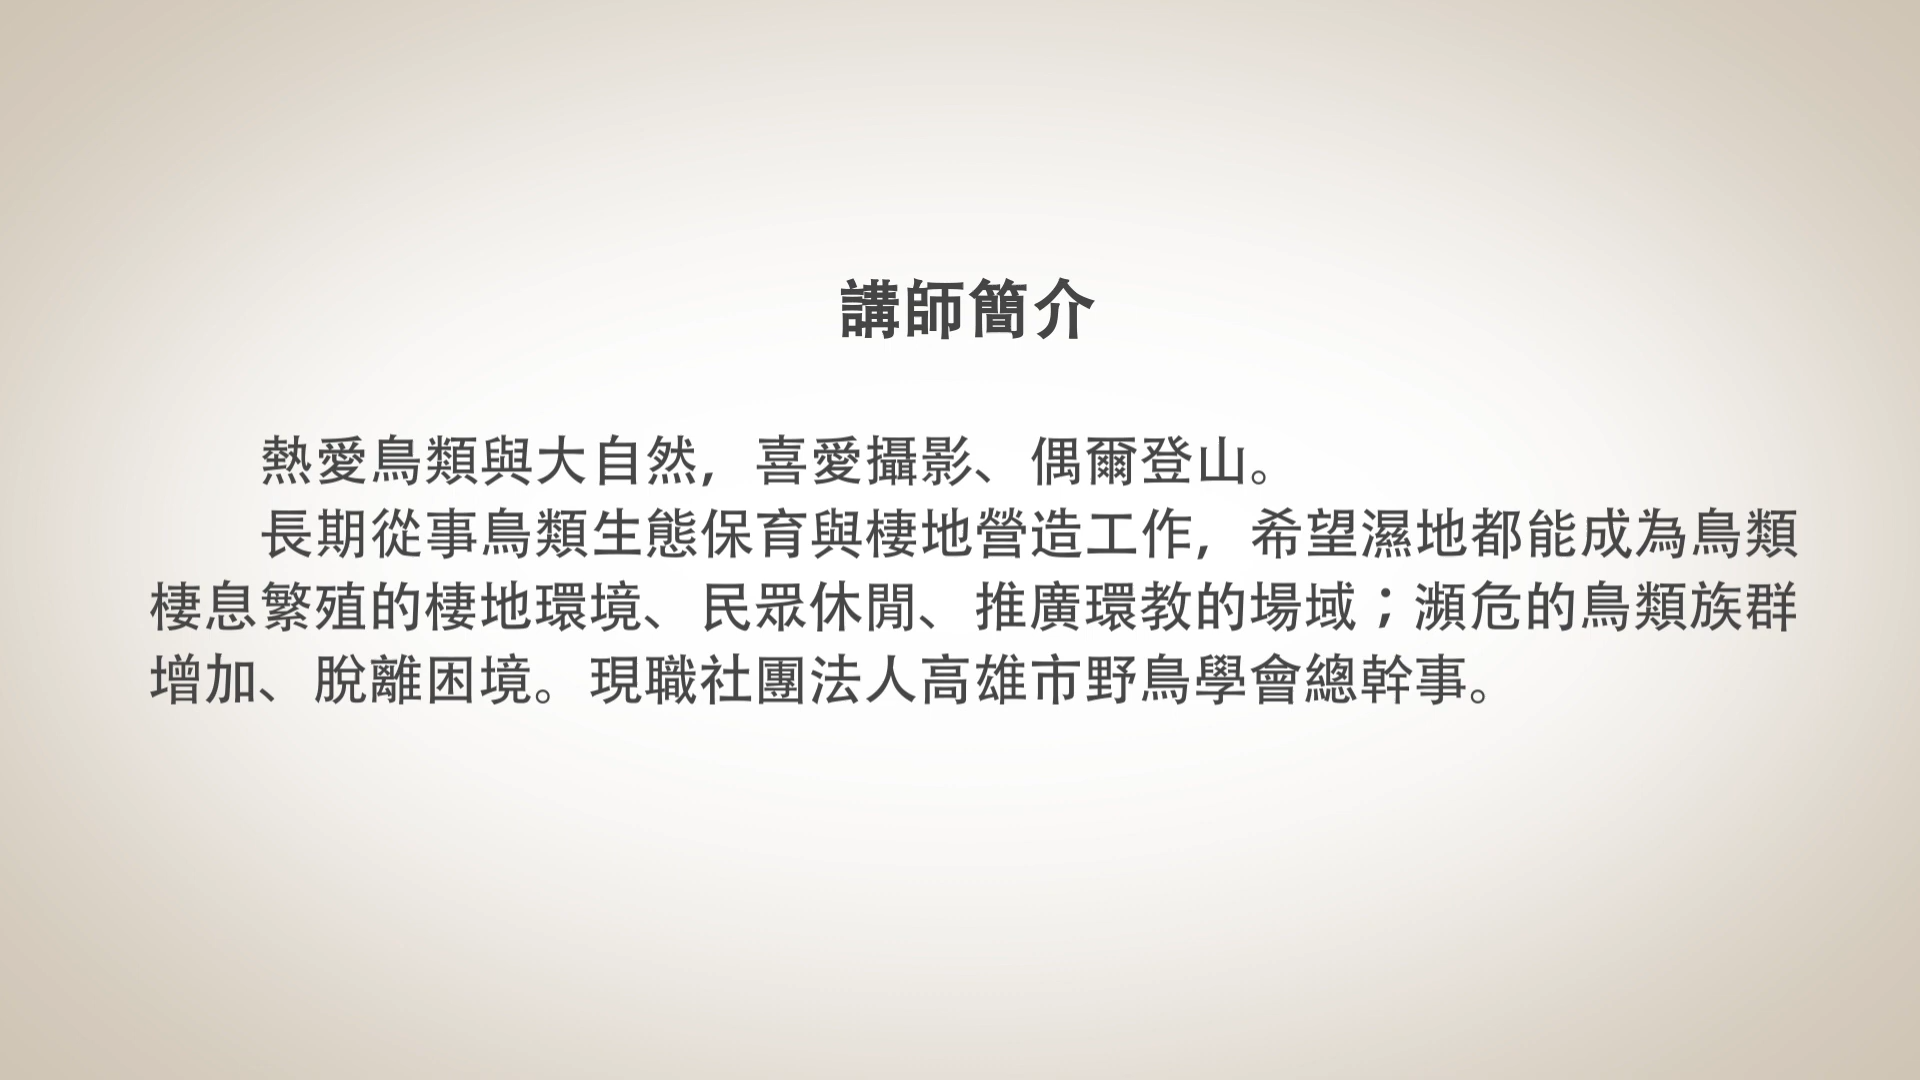 講師簡介
熱愛鳥類與大自然，喜愛攝影、偶爾登山。
長期從事鳥類生態保育與棲地營造工作，希望濕地都能成為鳥類
棲息繁殖的棲地環境、民眾休閒、推廣環教的場域；瀕危的鳥類族群
增加、脫離困境。現職社團法人高雄市野鳥學會總幹事。